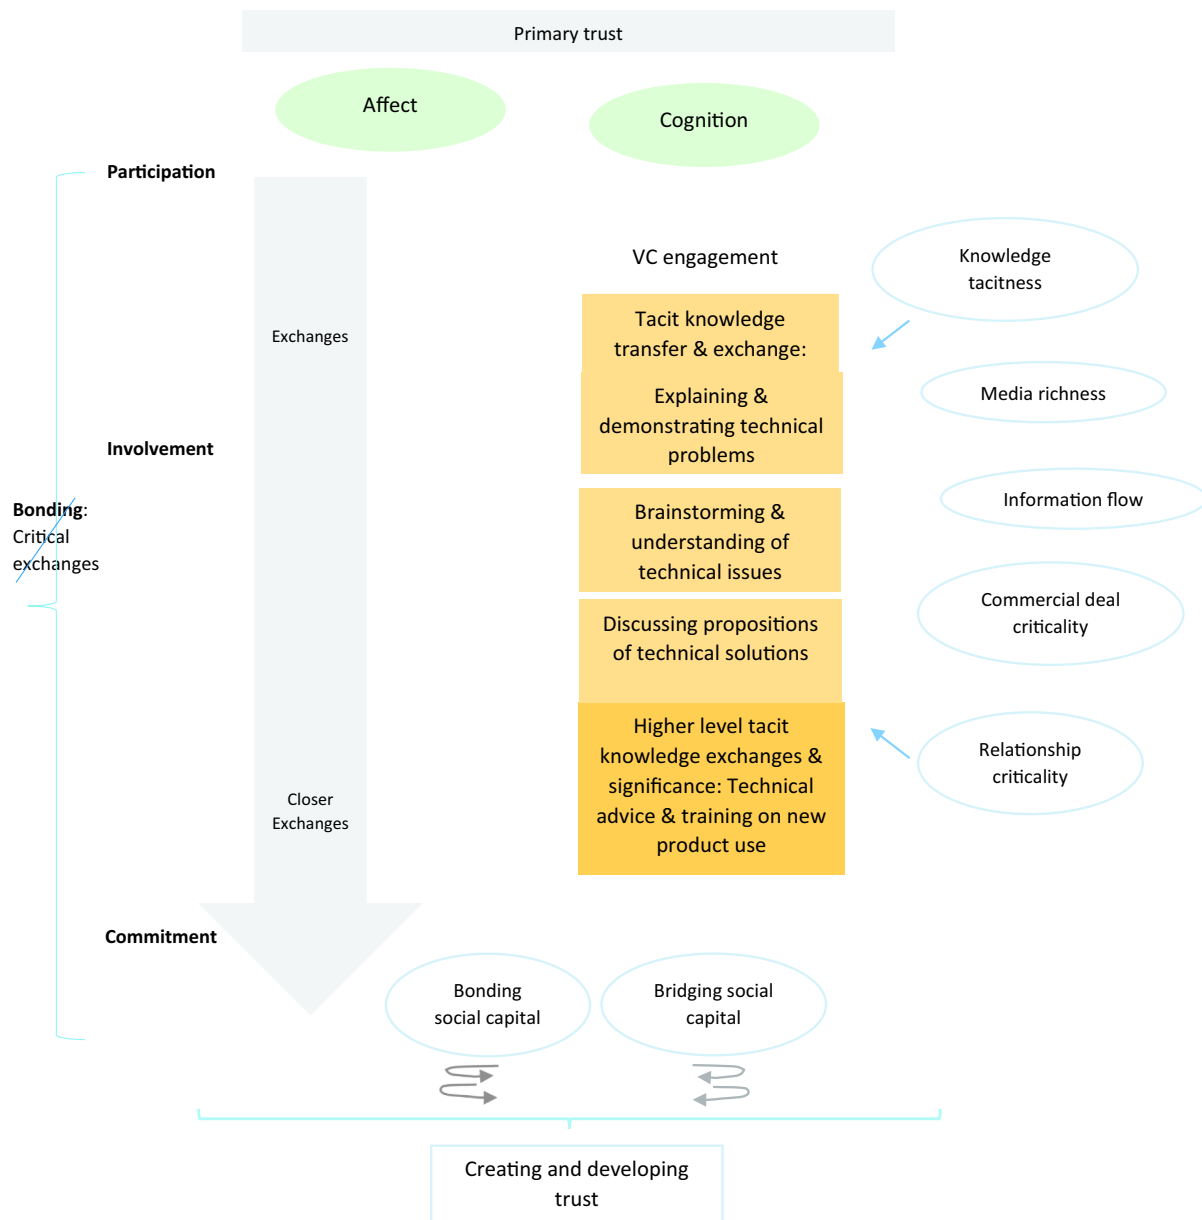 Primary trust
Affect
Cognition
Participation
VC engagement
Knowledge
tacitness
Exchanges
Tacit knowledge
transfer & exchange:
Media richness
Explaining &
demonstrating technical
problems
Involvement
Information flow
Bonding:
Critical
exchanges
Brainstorming &
understanding of
technical issues
Commercial deal
criticality
Discussing propositions
of technical solutions
Higher level tacit
knowledge exchanges &
significance: Technical
advice & training on new
product use
Relationship
criticality
Closer
Exchanges
Commitment
Bonding
social capital
Bridging social
capital
Creating and developing
trust